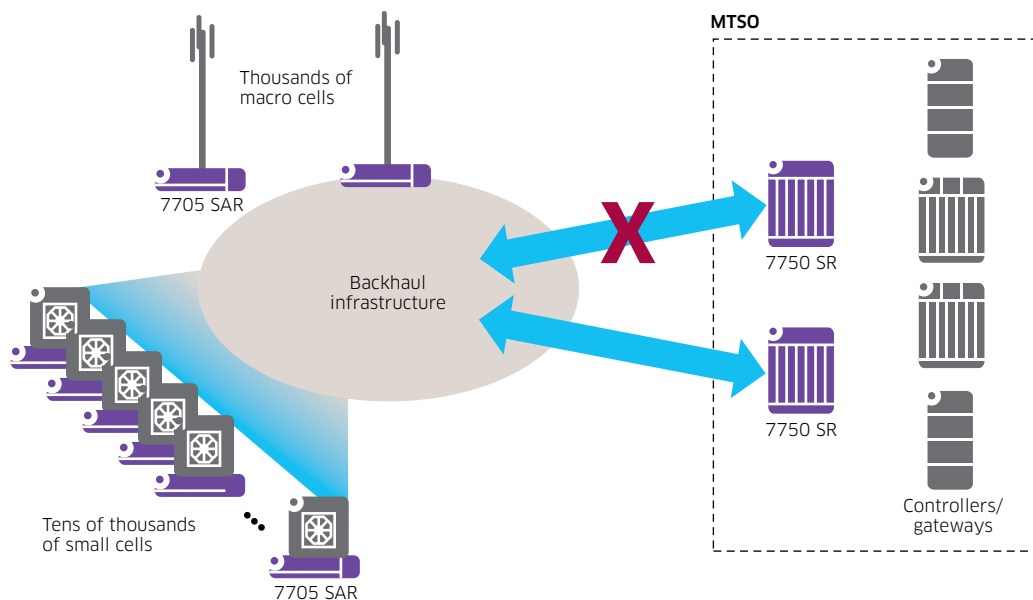 MTSO
Thousands of
macro cells
7705 SAR
X
7750 SR
Backhaul
infrastructure
7750 SR
Controllers/
gateways
Tens of thousands
of small cells
7705 SAR